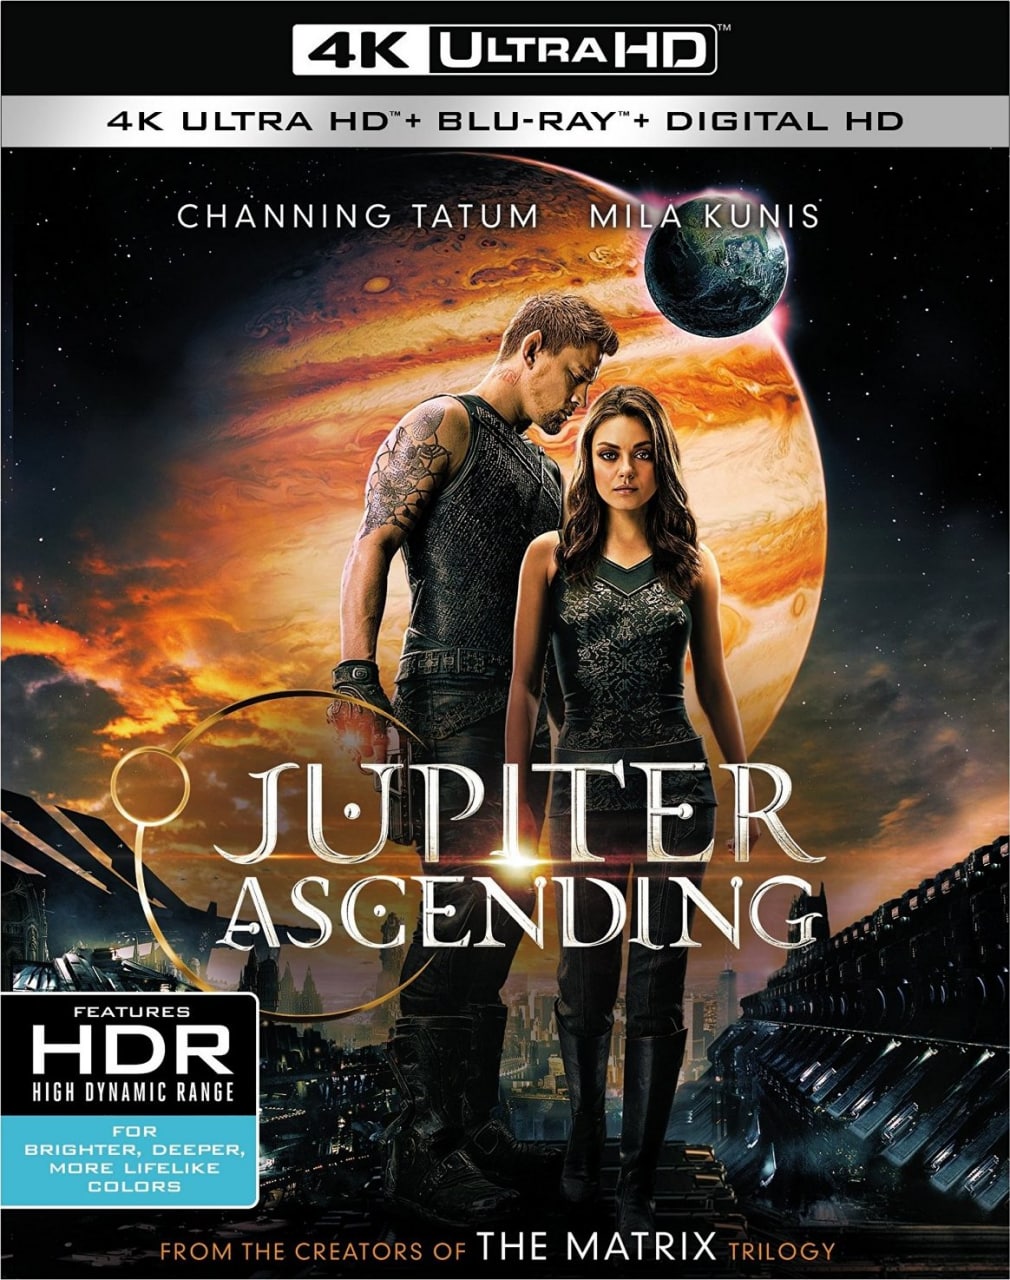 4K ULTRA HD™
4K ULTRA HD™ + BLU-RAY™ + DIGITAL HD
CHANNING TATUM MILA KUNIS
JUPITER
ASCENDING
FEATURES
HDR
HIGH DYNAMIC RANGE
FOR
BRIGHTER, DEEPER,
MORE LIFELIKE
COLORS
FROM THE CREATORS OF THE MATRIX TRILOGY